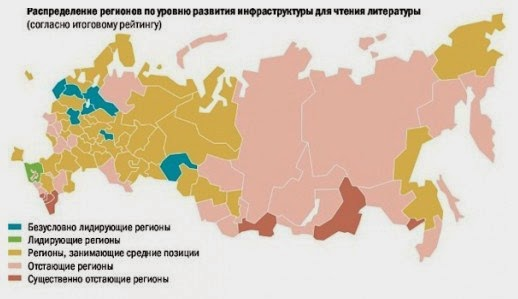 Распределение регионов по уровню развития инфраструктуры для чтения литературы
(согласно итоговому рейтингу)
Безусловно лидирующие регионы
Лидирующие регионы
Регионы, занимающие средние позиции
Отстающие регионы
Существенно отстающие регионы